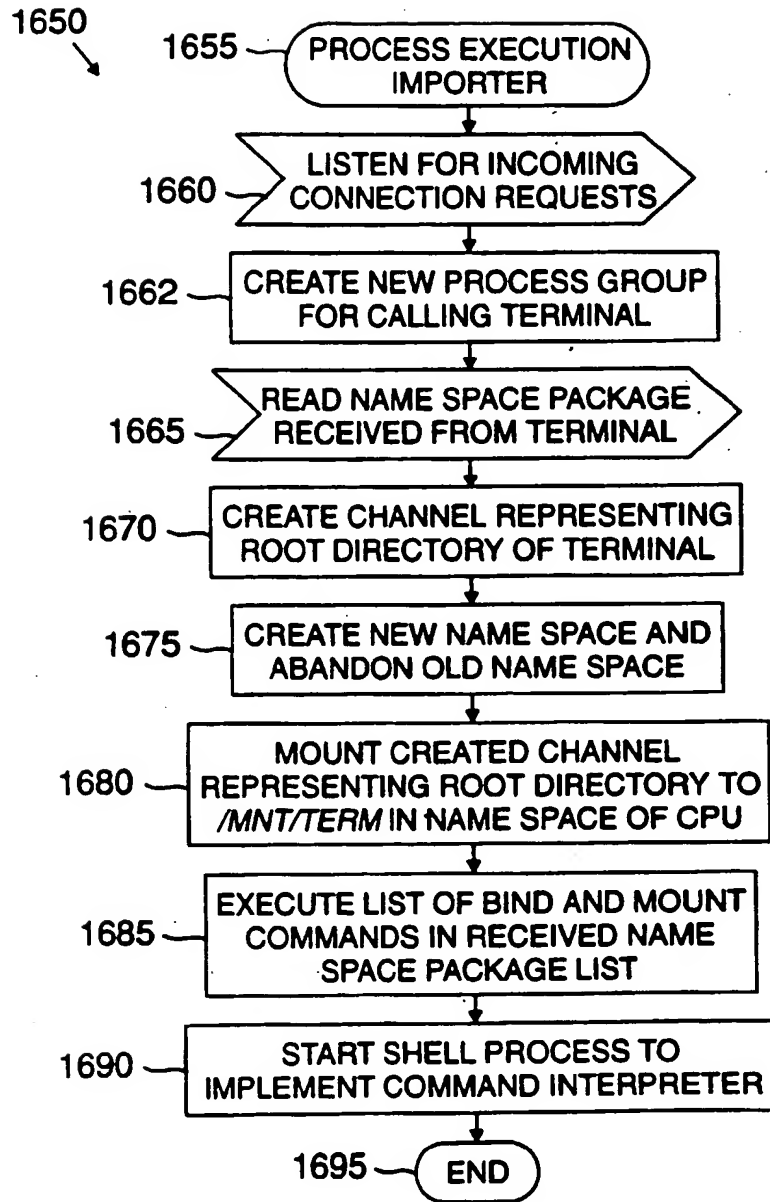 1650
1655
PROCESS EXECUTION
IMPORTER
LISTEN FOR INCOMING
1660
CONNECTION REQUESTS
1662
CREATE NEW PROCESS GROUP
FOR CALLING TERMINAL
READ NAME SPACE PACKAGE
1665
RECEIVED FROM TERMINAL
1670
CREATE CHANNEL REPRESENTING
ROOT DIRECTORY OF TERMINAL
1675
CREATE NEW NAME SPACE AND
ABANDON OLD NAME SPACE
MOUNT CREATED CHANNEL
1680
REPRESENTING ROOT DIRECTORY TO
/MNT/TERM IN NAME SPACE OF CPU
EXECUTE LIST OF BIND AND MOUNT
1685
COMMANDS IN RECEIVED NAME
SPACE PACKAGE LIST
1690
START SHELL PROCESS TO
IMPLEMENT COMMAND INTERPRETER
1695
END